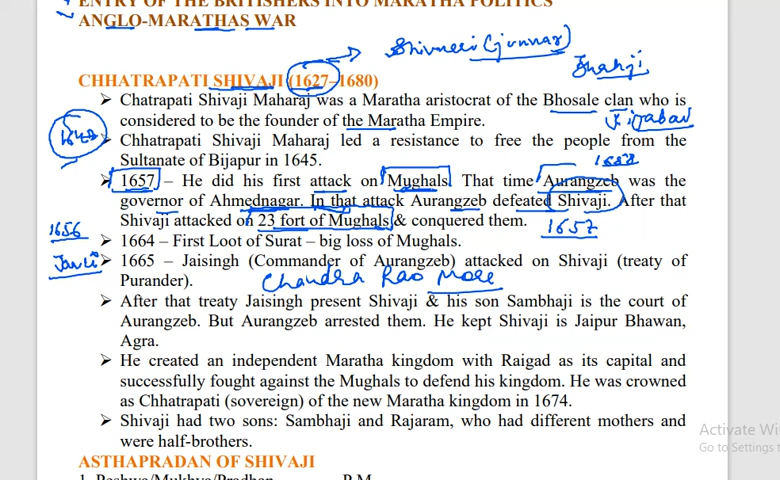 ENTRY OF THE BRITISHERS INTO MARATHA POLITICS
ANGLO-MARATHAS WAR
Shivneri (junnar)
Shahji
CHHATRAPATI SHIVAJI (1627–1680)
➤ Chatrapati Shivaji Maharaj was a Maratha aristocrat of the Bhosale clan who is
considered to be the founder of the Maratha Empire.
Jijabai
➤ Chhatrapati Shivaji Maharaj led a resistance to free the people from the
Sultanate of Bijapur in 1645.
➤ 1657 – He did his first attack on Mughals. That time Aurangzeb was the
governor of Ahmednagar. In that attack Aurangzeb defeated Shivaji. After that
Shivaji attacked on 23 fort of Mughals & conquered them.
1657
1656
➤ 1664 – First Loot of Surat – big loss of Mughals.
Javli
➤ 1665 – Jaisingh (Commander of Aurangzeb) attacked on Shivaji (treaty of
Purander).
Chandra Rao More
➤ After that treaty Jaisingh present Shivaji & his son Sambhaji is the court of
Aurangzeb. But Aurangzeb arrested them. He kept Shivaji is Jaipur Bhawan,
Agra.
➤ He created an independent Maratha kingdom with Raigad as its capital and
successfully fought against the Mughals to defend his kingdom. He was crowned
as Chhatrapati (sovereign) of the new Maratha kingdom in 1674.
➤ Shivaji had two sons: Sambhaji and Rajaram, who had different mothers and
were half-brothers.
Activate Wi
Go to Settings
ASTHAPRADAN OF SHIVAJI
1. Peshwa/Mukhya/Pradhan P.M.